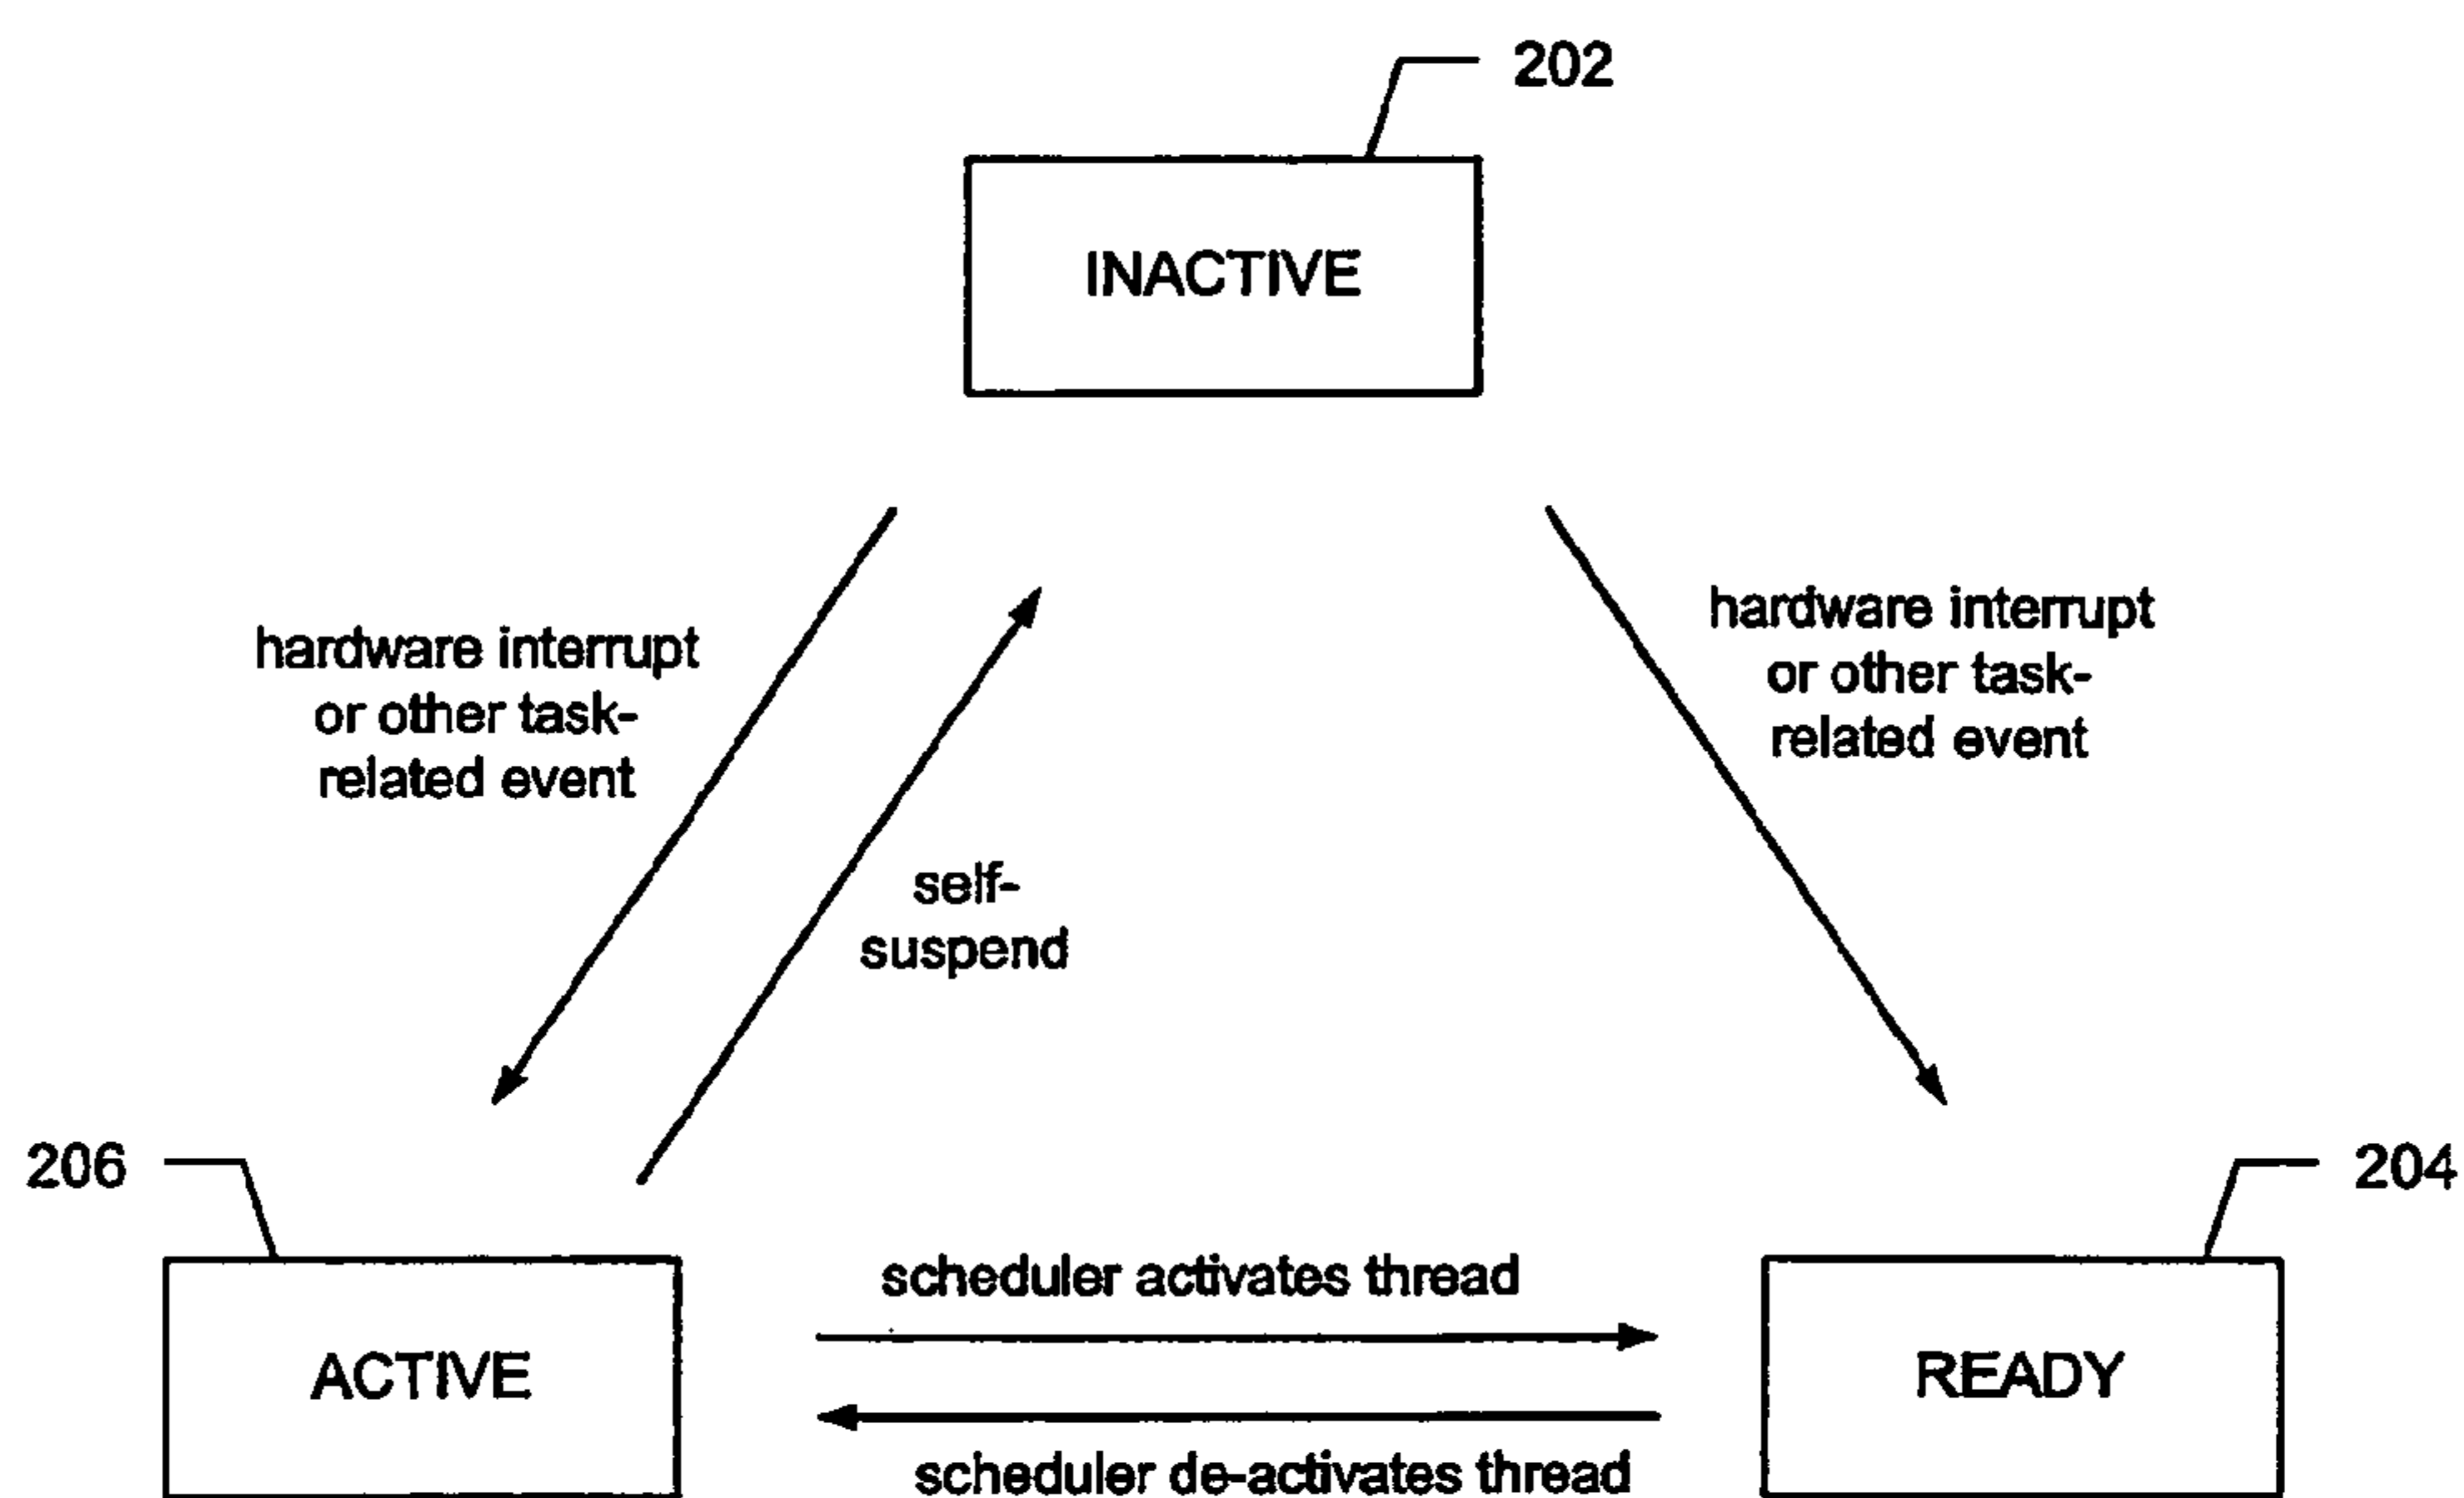 202
INACTIVE
hardware interrupt
or other task-
related event
hardware interrupt
or other task-
related event
self-
suspend
206
204
scheduler activates thread
ACTIVE
READY
scheduler de-activates thread